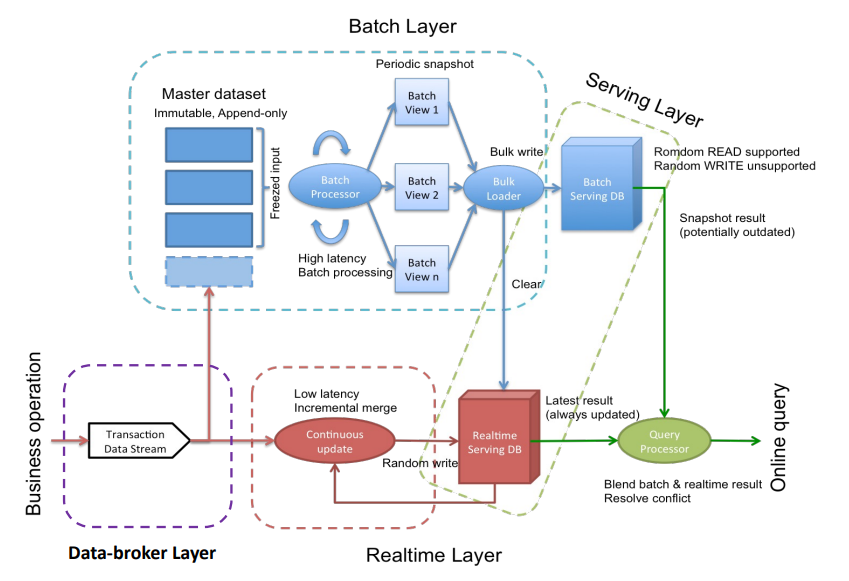 Batch Layer
Periodic snapshot
Master dataset
Immutable, Append-only
Freezed input
Batch
Processor
High latency
Batch processing
Batch
View 1
Batch
View 2
Batch
View n
Bulk write
Bulk
Loader
Clear
Serving Layer
Batch
Serving DB
Romdom READ supported
Random WRITE unsupported
Snapshot result
(potentially outdated)
Business operation
Transaction
Data Stream
Data-broker Layer
Low latency
Incremental merge
Continuous
update
Random write
Realtime
Serving DB
Latest result
(always updated)
Query
Processor
Blend batch & realtime result
Resolve conflict
Online query
Realtime Layer